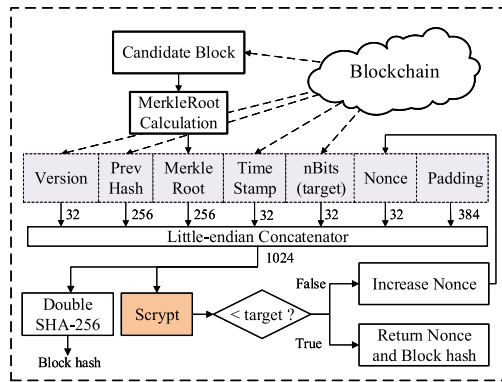 Candidate Block
Blockchain
MerkleRoot
Calculation
Version
Prev
Hash
Merkle
Root
Time
Stamp
nBits
(target)
Nonce
Padding
32
256
256
32
32
32
384
Little-endian Concatenator
1024
Double
SHA-256
Scrypt
< target ?
False
True
Increase Nonce
Return Nonce
and Block hash
Block hash